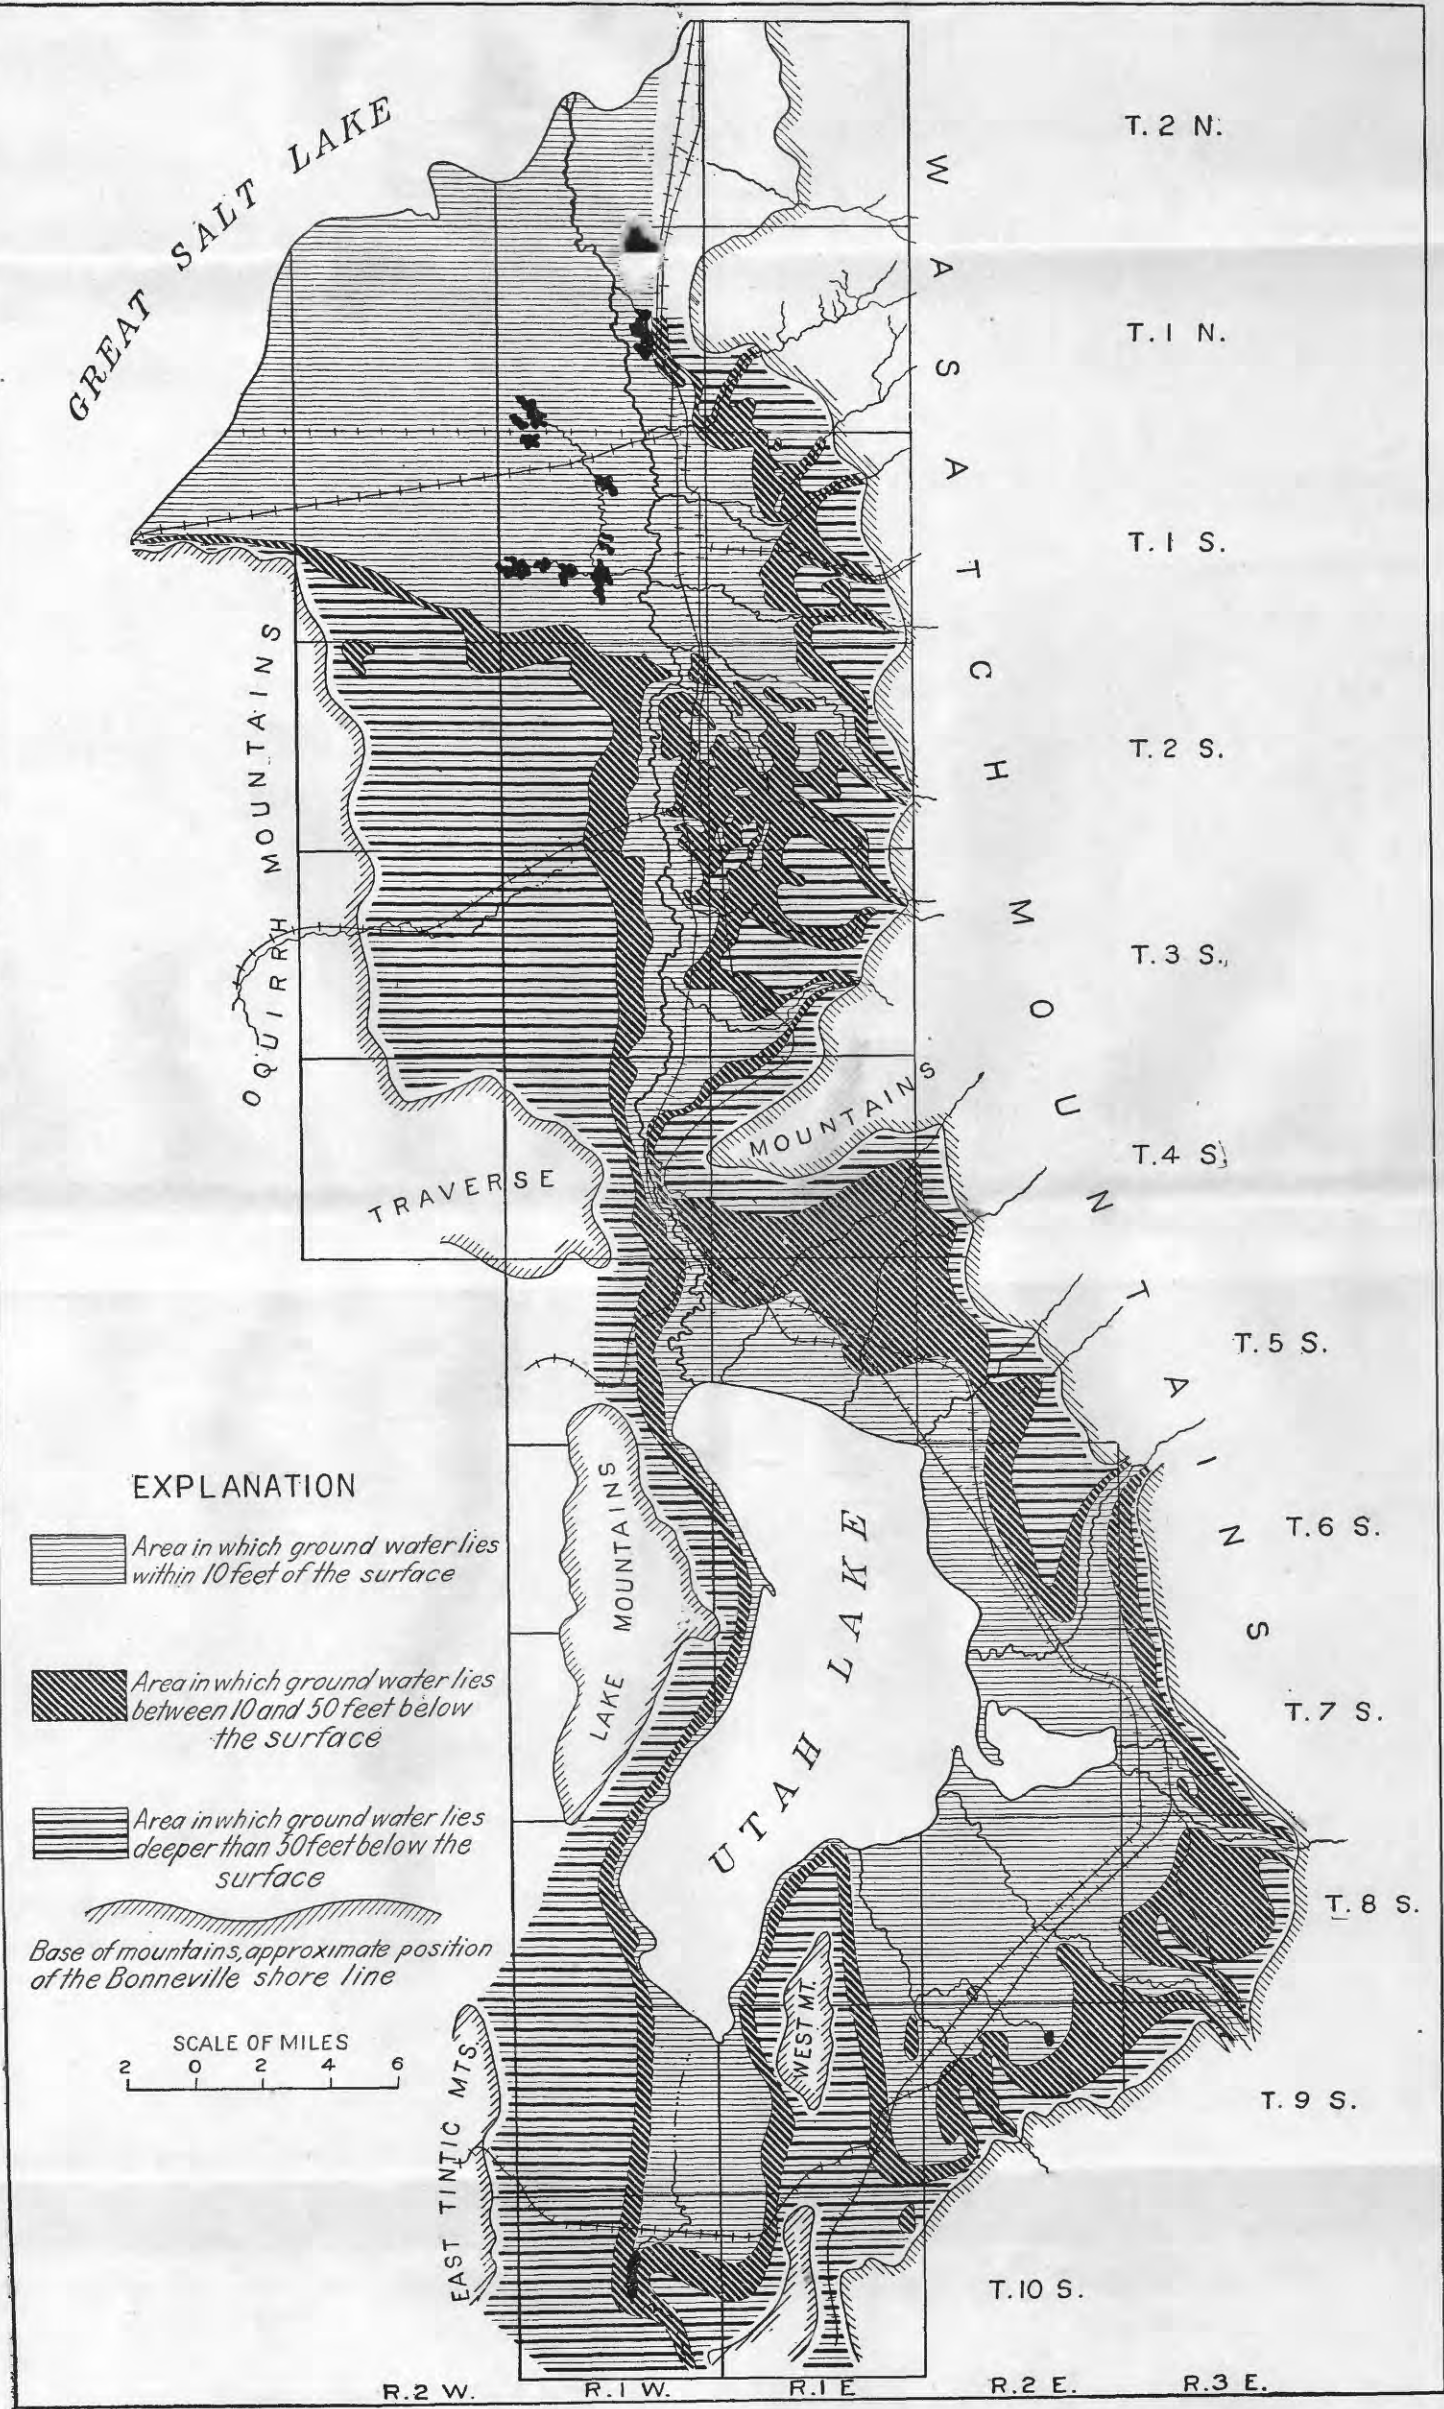 GREAT SALT LAKE
T. 2 N.
T. 1 N.
T. 1 S.
T. 2 S.
T. 3 S.
T. 4 S.
T. 5 S.
T. 6 S.
T. 7 S.
T. 8 S.
T. 9 S.
T. 10 S.
WASATCH MOUNTAINS
OQUIRRH MOUNTAINS
TRAVERSE MOUNTAINS
LAKE MOUNTAINS
UTAH LAKE
WEST MT.
EAST TINTIC MTS.
EXPLANATION
Area in which ground water lies
within 10 feet of the surface
Area in which ground water lies
between 10 and 50 feet below
the surface
Area in which ground water lies
deeper than 50 feet below the
surface
Base of mountains, approximate position
of the Bonneville shore line
SCALE OF MILES
2 0 2 4 6
R. 2 W. R. 1 W. R. 1 E R. 2 E. R. 3 E.